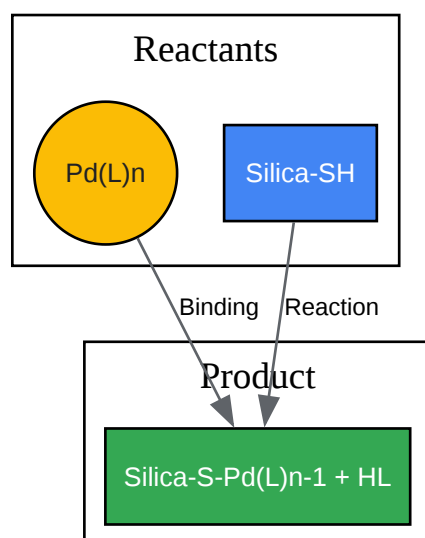 Reactants
Pd(L)n
Silica-SH
Binding
Reaction
Product
Silica-S-Pd(L)n-1 + HL